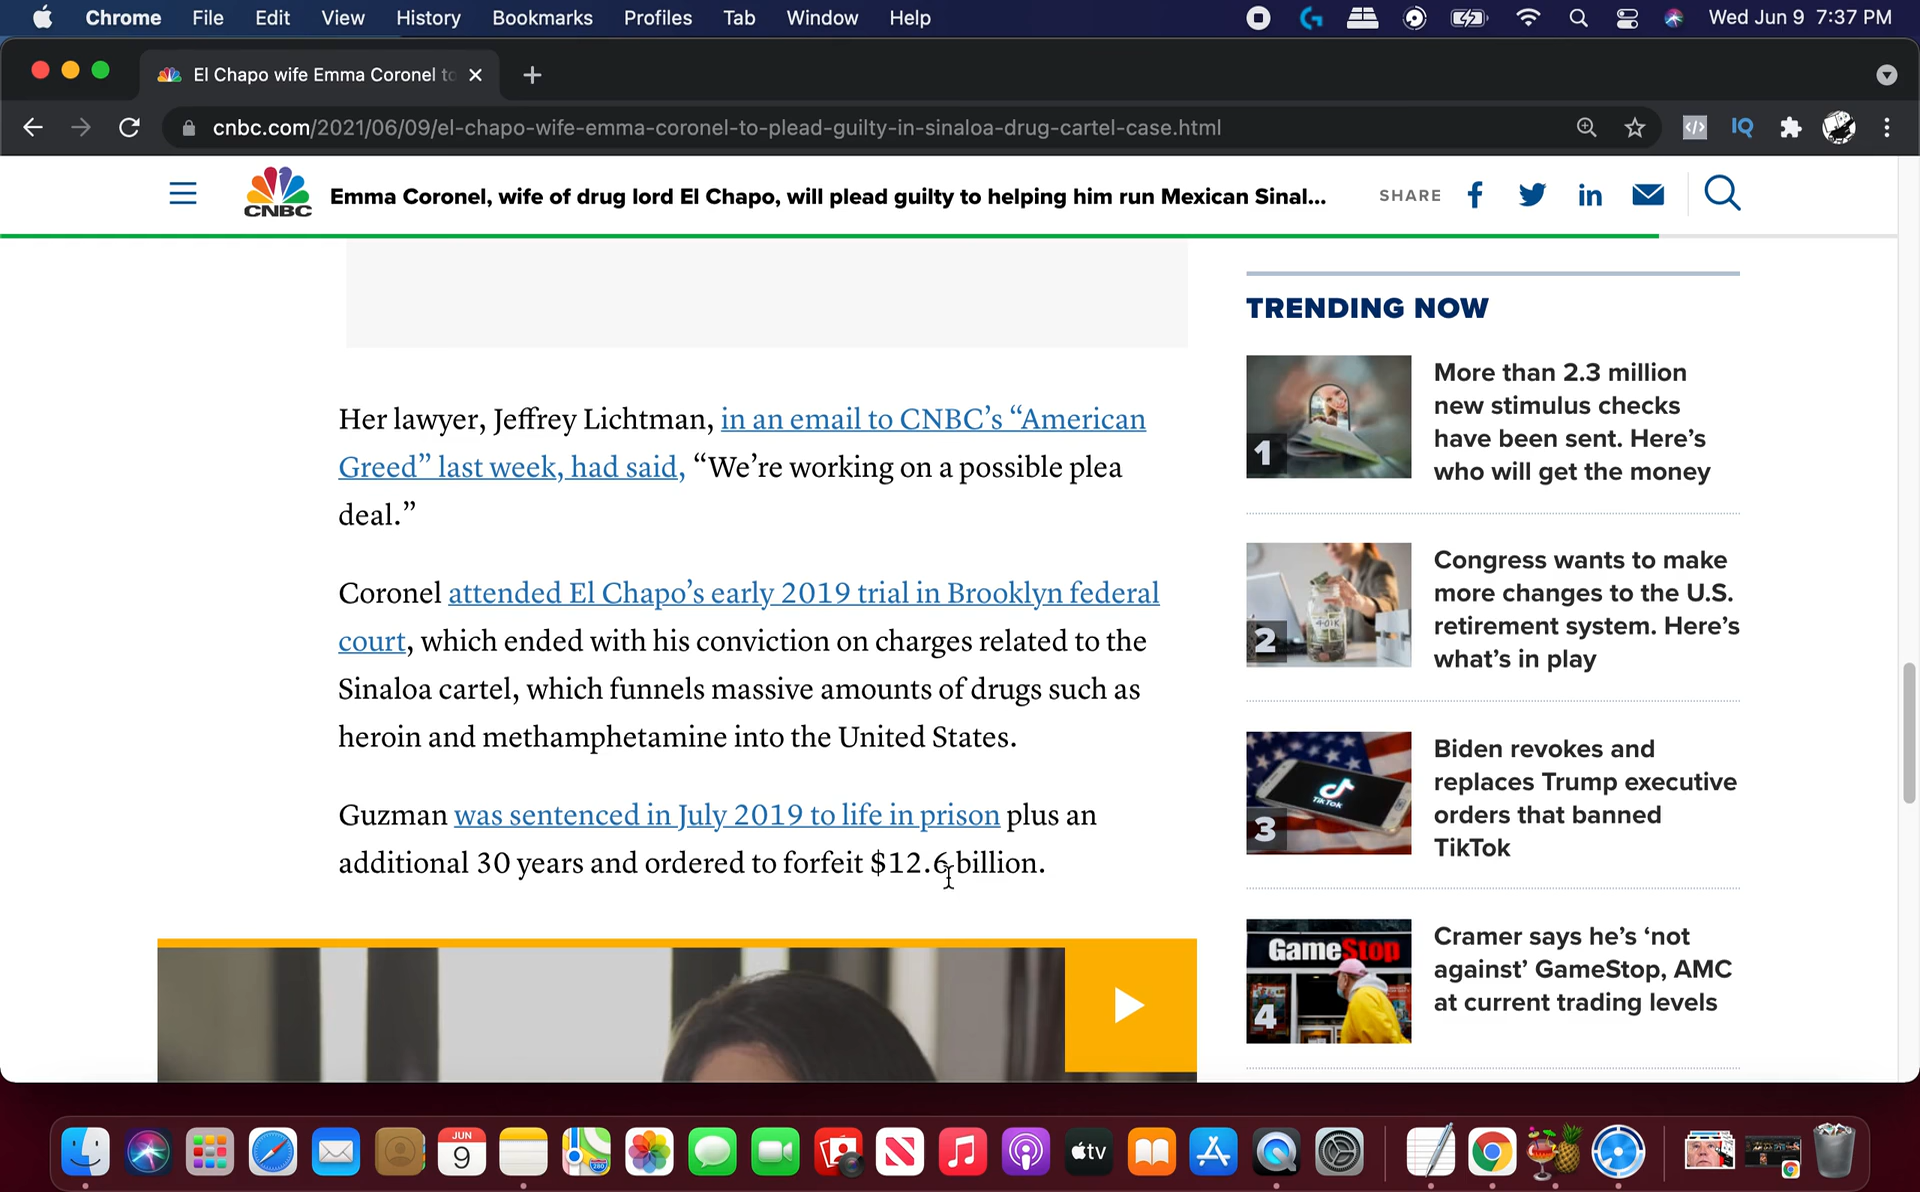 Chrome File Edit View History Bookmarks Profiles Tab Window Help Wed Jun 9 7:37 PM
El Chapo wife Emma Coronel to
cnbc.com/2021/06/09/el-chapo-wife-emma-coronel-to-plead-guilty-in-sinaloa-drug-cartel-case.html
IQ
CNBC
Emma Coronel, wife of drug lord El Chapo, will plead guilty to helping him run Mexican Sinal...
SHARE
Her lawyer, Jeffrey Lichtman, in an email to CNBC’s “American
Greed” last week, had said, “We’re working on a possible plea
deal.”
Coronel attended El Chapo’s early 2019 trial in Brooklyn federal
court, which ended with his conviction on charges related to the
Sinaloa cartel, which funnels massive amounts of drugs such as
heroin and methamphetamine into the United States.
Guzman was sentenced in July 2019 to life in prison plus an
additional 30 years and ordered to forfeit $12.6 billion.
TRENDING NOW
1
More than 2.3 million
new stimulus checks
have been sent. Here’s
who will get the money
401K
2
Congress wants to make
more changes to the U.S.
retirement system. Here’s
what’s in play
TikTok
3
Biden revokes and
replaces Trump executive
orders that banned
TikTok
GameStop
4
Cramer says he’s ‘not
against’ GameStop, AMC
at current trading levels
JUN
9
280
tv